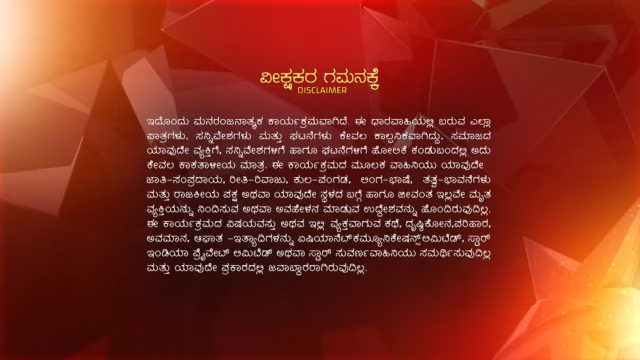 ವೀಕ್ಷಕರ ಗಮನಕ್ಕೆ
DISCLAIMER
ಇದೊಂದು ಮನರಂಜನಾತ್ಮಕ ಕಾರ್ಯಕ್ರಮವಾಗಿದೆ. ಈ ಧಾರವಾಹಿಯಲ್ಲಿ ಬರುವ ಎಲ್ಲಾ
ಪಾತ್ರಗಳು, ಸನ್ನಿವೇಶಗಳು ಮತ್ತು ಘಟನೆಗಳು ಕೇವಲ ಕಾಲ್ಪನಿಕವಾಗಿದ್ದು, ಸಮಾಜದ
ಯಾವುದೇ ವ್ಯಕ್ತಿಗೆ, ಸನ್ನಿವೇಶಗಳಿಗೆ ಹಾಗೂ ಘಟನೆಗಳಿಗೆ ಹೋಲಿಕೆ ಕಂಡುಬಂದಲ್ಲಿ ಅದು
ಕೇವಲ ಕಾಕತಾಳೀಯ ಮಾತ್ರ. ಈ ಕಾರ್ಯಕ್ರಮದ ಮೂಲಕ ವಾಹಿನಿಯು ಯಾವುದೇ
ಜಾತಿ-ಸಂಪ್ರದಾಯ, ರೀತಿ-ರಿವಾಜು, ಕುಲ-ಪಂಗಡ, ಲಿಂಗ-ಭಾಷೆ, ತತ್ವ-ಭಾವನೆಗಳು
ಮತ್ತು ರಾಜಕೀಯ ಪಕ್ಷ ಅಥವಾ ಯಾವುದೇ ಸ್ಥಳದ ಬಗ್ಗೆ ಹಾಗೂ ಜೀವಂತ ಇಲ್ಲವೇ ಮೃತ
ವ್ಯಕ್ತಿಯನ್ನು ನಿಂದಿಸುವ ಅಥವಾ ಅವಹೇಳನ ಮಾಡುವ ಉದ್ದೇಶವನ್ನು ಹೊಂದಿರುವುದಿಲ್ಲ.
ಈ ಕಾರ್ಯಕ್ರಮದ ವಿಷಯವಸ್ತು ಅಥವ ಇಲ್ಲಿ ವ್ಯಕ್ತವಾಗುವ ಕಥೆ, ದೃಷ್ಟಿಕೋನ,ಪರಿಹಾರ,
ಅವಮಾನ, ಆಘಾತ -ಇತ್ಯಾದಿಗಳನ್ನು ಏಷಿಯಾನೆಟ್‌ಕಮ್ಯೂನಿಕೇಷನ್ಸ್ ಲಿಮಿಟೆಡ್, ಸ್ಟಾರ್
ಇಂಡಿಯಾ ಪ್ರೈವೇಟ್ ಲಿಮಿಟೆಡ್ ಅಥವಾ ಸ್ಟಾರ್ ಸುವರ್ಣವಾಹಿನಿಯು ಸಮರ್ಥಿಸುವುದಿಲ್ಲ
ಮತ್ತು ಯಾವುದೇ ಪ್ರಕಾರದಲ್ಲಿ ಜವಾಬ್ದಾರರಾಗಿರುವುದಿಲ್ಲ.